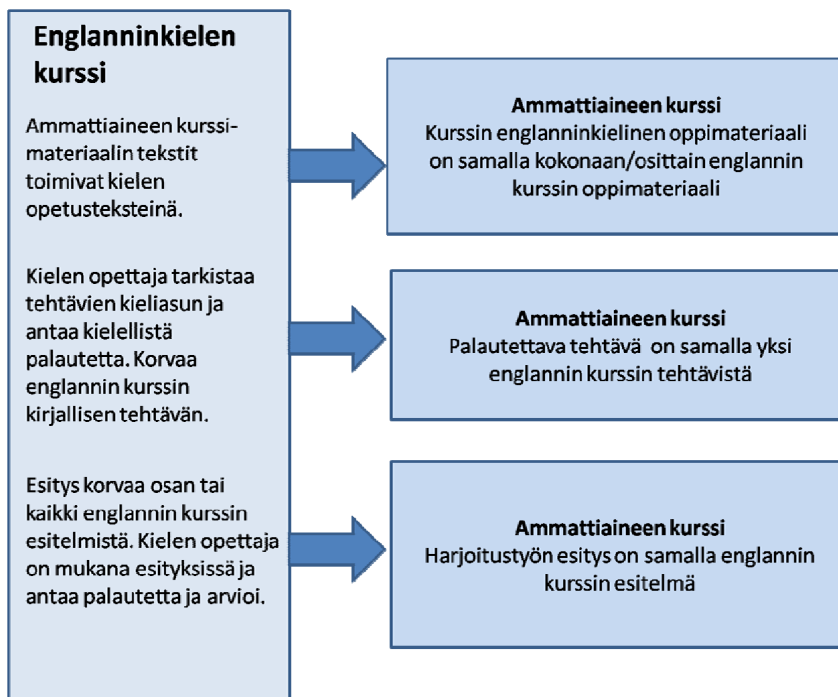 Englanninkielen
kurssi
Ammattiaineen kurssi-
materiaalin tekstit
toimivat kielen
opetusteksteinä.
Kielen opettaja tarkistaa
tehtävien kieliasun ja
antaa kielellistä
palautetta. Korvaa
englannin kurssin
kirjallisen tehtävän.
Esitys korvaa osan tai
kaikki englannin kurssin
esitelmistä. Kielen opettaja
on mukana esityksissä ja
antaa palautetta ja arvioi.
Ammattiaineen kurssi
Kurssin englanninkielinen oppimateriaali
on samalla kokonaan/osittain englannin
kurssin oppimateriaali
Ammattiaineen kurssi
Palautettava tehtävä on samalla yksi
englannin kurssin tehtävistä
Ammattiaineen kurssi
Harjoitustyön esitys on samalla englannin
kurssin esitelmä